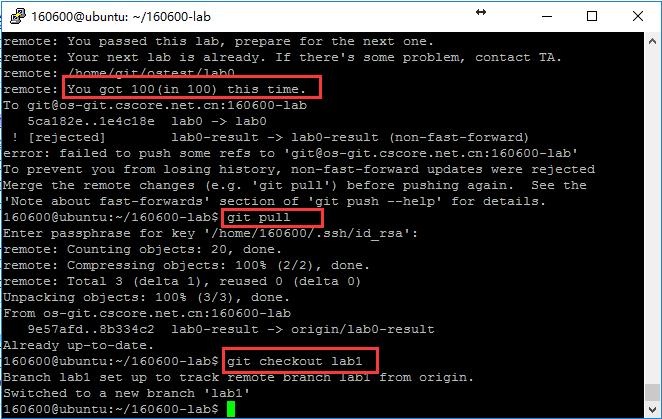 160600@ubuntu: ~/160600-lab
remote: You passed this lab, prepare for the next one.
remote: Your next lab is already. If there's some problem, contact TA.
remote: /home/git/ostest/lab0
remote: You got 100(in 100) this time.
To git@os-git.cscore.net.cn:160600-lab
5ca182e..1e4c18e  lab0 -> lab0
! [rejected]        lab0-result -> lab0-result (non-fast-forward)
error: failed to push some refs to 'git@os-git.cscore.net.cn:160600-lab'
To prevent you from losing history, non-fast-forward updates were rejected
Merge the remote changes (e.g. 'git pull') before pushing again.  See the
'Note about fast-forwards' section of 'git push --help' for details.
160600@ubuntu:~/160600-lab$ git pull
Enter passphrase for key '/home/160600/.ssh/id_rsa':
remote: Counting objects: 20, done.
remote: Compressing objects: 100% (2/2), done.
remote: Total 3 (delta 1), reused 0 (delta 0)
Unpacking objects: 100% (3/3), done.
From os-git.cscore.net.cn:160600-lab
9e57afd..8b334c2  lab0-result -> origin/lab0-result
Already up-to-date.
160600@ubuntu:~/160600-lab$ git checkout lab1
Branch lab1 set up to track remote branch lab1 from origin.
Switched to a new branch 'lab1'
160600@ubuntu:~/160600-lab$